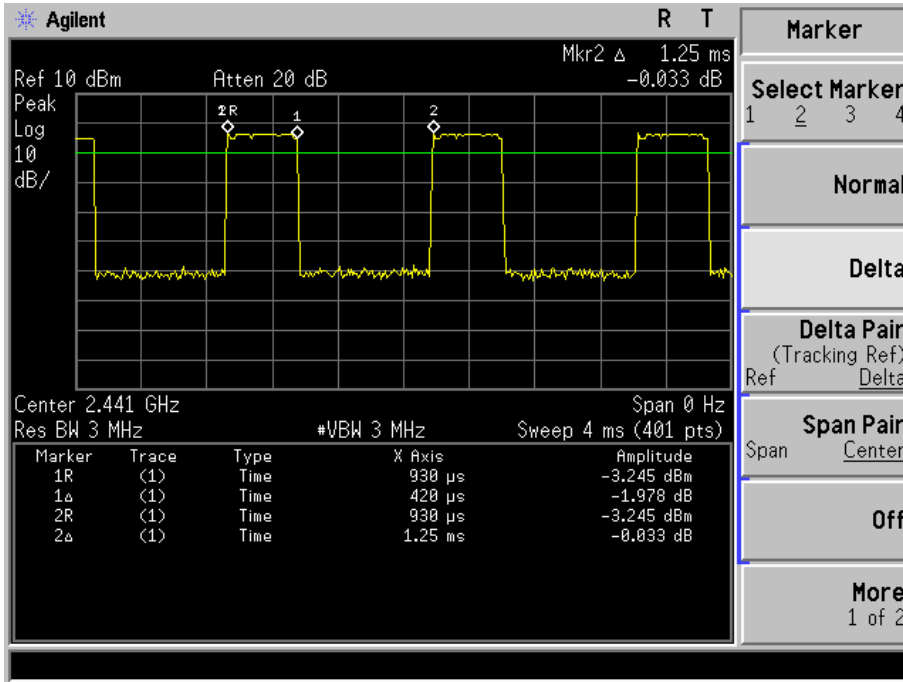 Agilent R T
Mkr2 Δ 1.25 ms
Ref 10 dBm Atten 20 dB -0.033 dB
Peak
Log
10
dB/
2R 1 2
Center 2.441 GHz Span 0 Hz
Res BW 3 MHz #VBW 3 MHz Sweep 4 ms (401 pts)
Marker Trace Type X Axis Amplitude
1R (1) Time 930 µs -3.245 dBm
1Δ (1) Time 420 µs -1.978 dB
2R (1) Time 930 µs -3.245 dBm
2Δ (1) Time 1.25 ms -0.033 dB
Marker
Select Marker
1 2 3 4
Normal
Delta
Delta Pair
(Tracking Ref)
Ref Delta
Span Pair
Span Center
Off
More
1 of 2